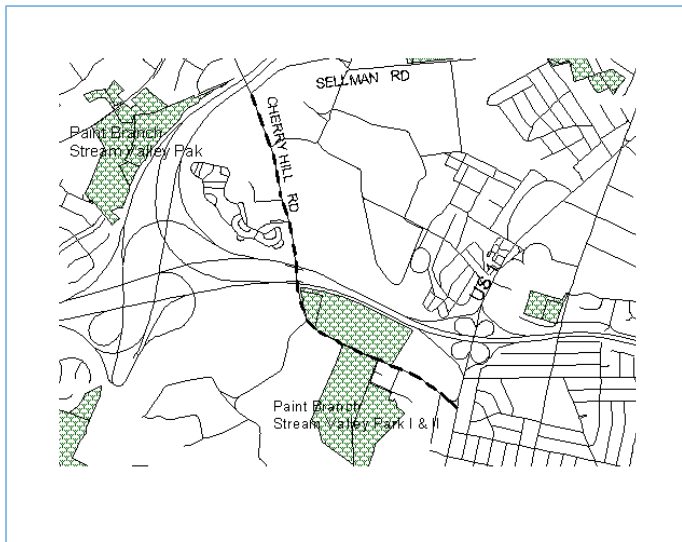 SELLMAN RD
CHERRY HILL RD
Paint Branch
Stream Valley Pak
US 1
Paint Branch
Stream Valley Park I & II